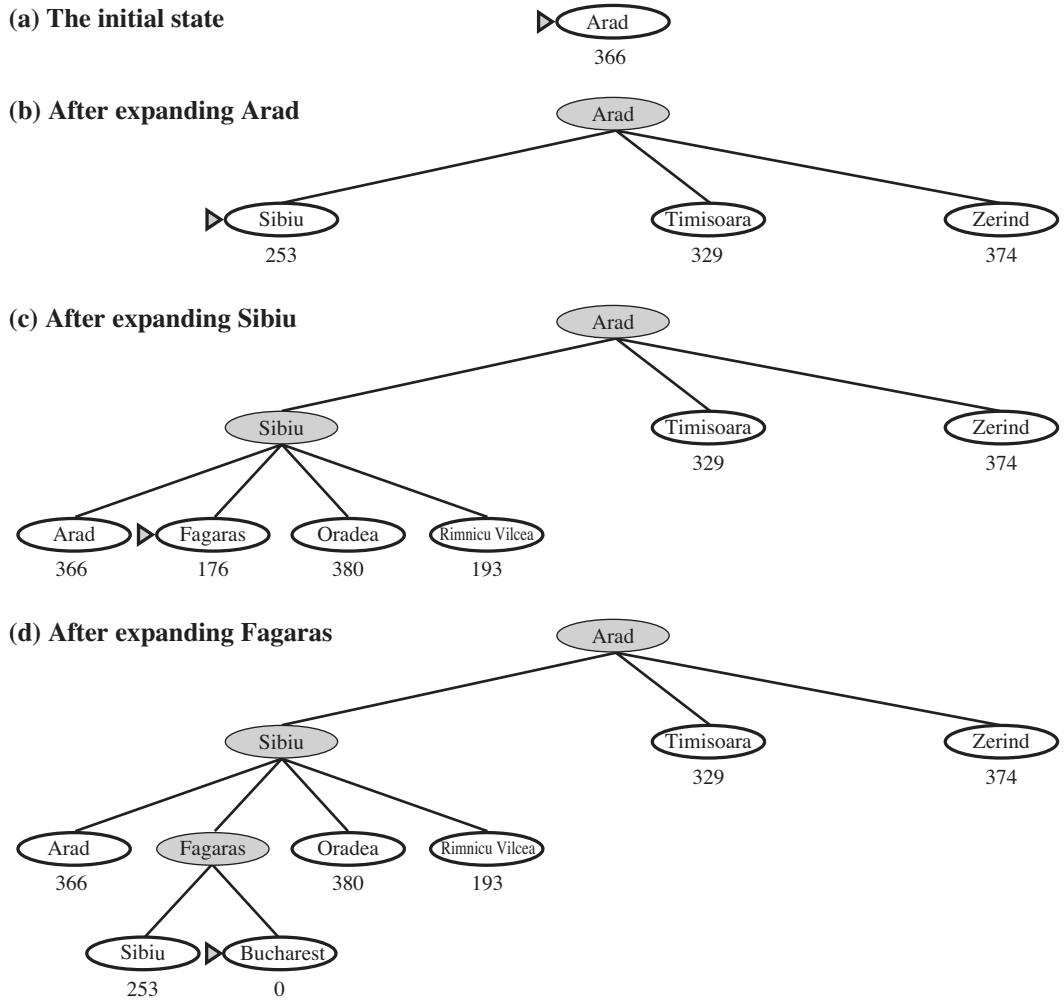 (a) The initial state
Arad
366
(b) After expanding Arad
Arad
Sibiu
Timisoara
Zerind
253
329
374
(c) After expanding Sibiu
Arad
Sibiu
Timisoara
Zerind
329
374
Arad
Fagaras
Oradea
Rimnicu Vilcea
366
176
380
193
(d) After expanding Fagaras
Arad
Sibiu
Timisoara
Zerind
329
374
Arad
Fagaras
Oradea
Rimnicu Vilcea
366
380
193
Sibiu
Bucharest
253
0